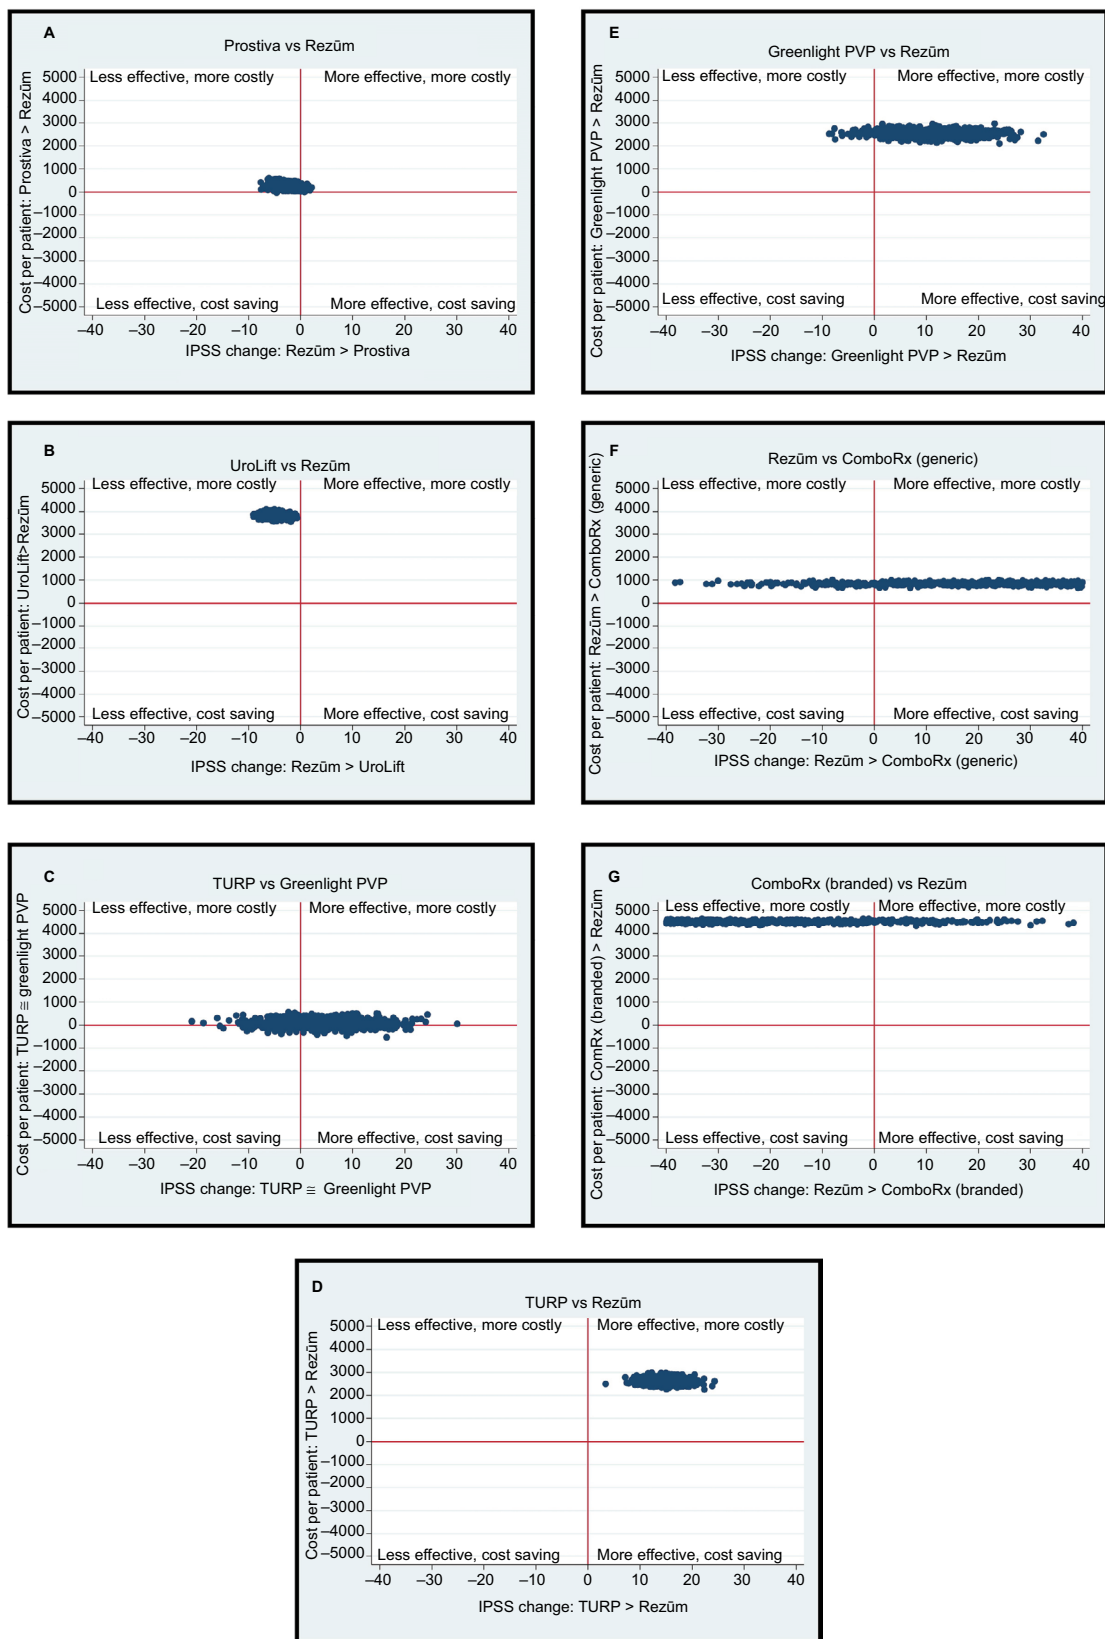 A
Prostiva vs Rezūm
Cost per patient: Prostiva > Rezūm
Less effective, more costly
More effective, more costly
5000
4000
3000
2000
1000
0
–1000
–2000
–3000
–4000
–5000
Less effective, cost saving
More effective, cost saving
–40 –30 –20 –10 0 10 20 30 40
IPSS change: Rezūm > Prostiva
E
Greenlight PVP vs Rezūm
Cost per patient: Greenlight PVP > Rezūm
Less effective, more costly
More effective, more costly
5000
4000
3000
2000
1000
0
–1000
–2000
–3000
–4000
–5000
Less effective, cost saving
More effective, cost saving
–40 –30 –20 –10 0 10 20 30 40
IPSS change: Greenlight PVP > Rezūm
B
UroLift vs Rezūm
Cost per patient: UroLift>Rezūm
Less effective, more costly
More effective, more costly
5000
4000
3000
2000
1000
0
–1000
–2000
–3000
–4000
–5000
Less effective, cost saving
More effective, cost saving
–40 –30 –20 –10 0 10 20 30 40
IPSS change: Rezūm > UroLift
F
Rezūm vs ComboRx (generic)
Cost per patient: Rezūm > ComboRx (generic)
Less effective, more costly
More effective, more costly
5000
4000
3000
2000
1000
0
–1000
–2000
–3000
–4000
–5000
Less effective, cost saving
More effective, cost saving
–40 –30 –20 –10 0 10 20 30 40
IPSS change: Rezūm > ComboRx (generic)
C
TURP vs Greenlight PVP
Cost per patient: TURP ≅ greenlight PVP
Less effective, more costly
More effective, more costly
5000
4000
3000
2000
1000
0
–1000
–2000
–3000
–4000
–5000
Less effective, cost saving
More effective, cost saving
–40 –30 –20 –10 0 10 20 30 40
IPSS change: TURP ≅ Greenlight PVP
G
ComboRx (branded) vs Rezūm
Cost per patient: ComRx (branded) > Rezūm
Less effective, more costly
More effective, more costly
5000
4000
3000
2000
1000
0
–1000
–2000
–3000
–4000
–5000
Less effective, cost saving
More effective, cost saving
–40 –30 –20 –10 0 10 20 30 40
IPSS change: Rezūm > ComboRx (branded)
D
TURP vs Rezūm
Cost per patient: TURP > Rezūm
Less effective, more costly
More effective, more costly
5000
4000
3000
2000
1000
0
–1000
–2000
–3000
–4000
–5000
Less effective, cost saving
More effective, cost saving
–40 –30 –20 –10 0 10 20 30 40
IPSS change: TURP > Rezūm